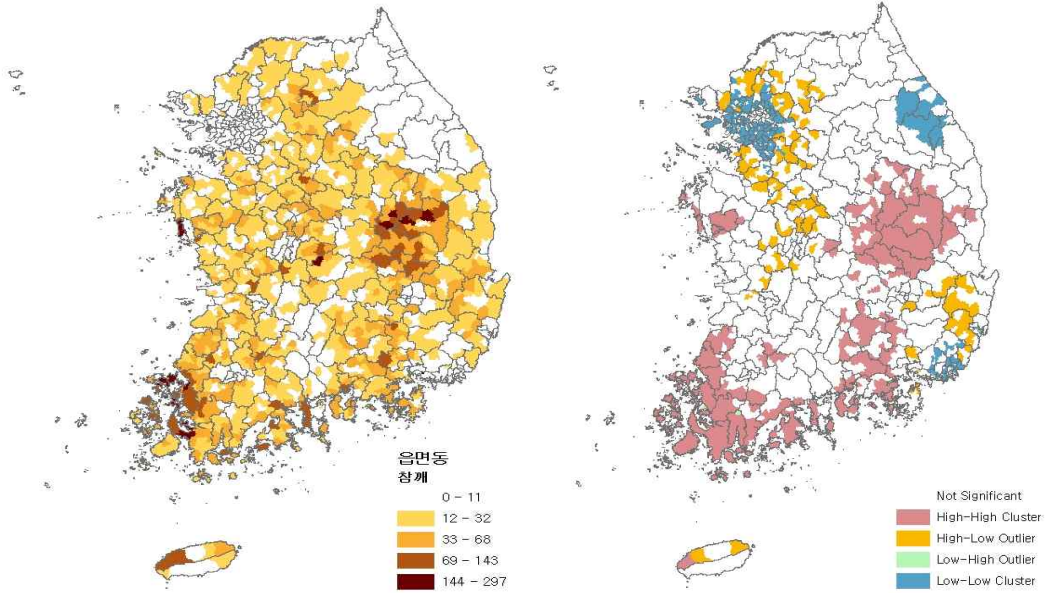 읍면동
참깨
0 - 11
12 - 32
33 - 68
69 - 143
144 - 297
Not Significant
High-High Cluster
High-Low Outlier
Low-High Outlier
Low-Low Cluster